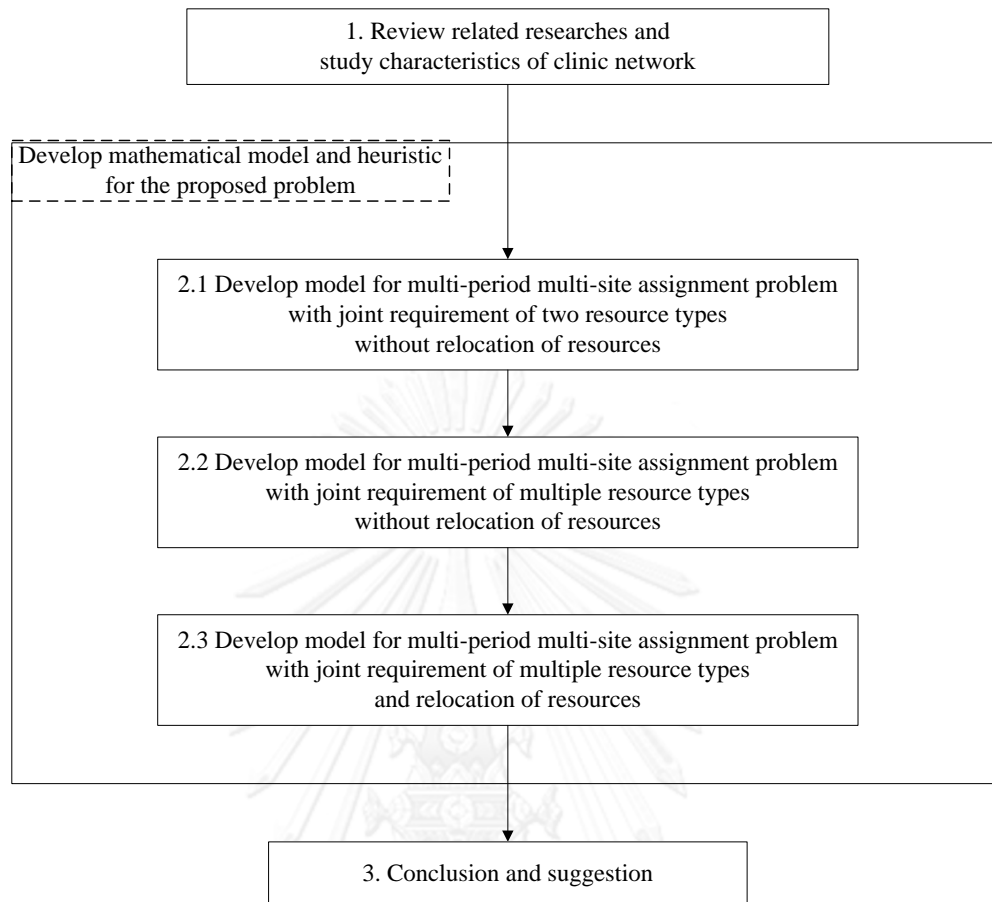 1. Review related researches and
study characteristics of clinic network
Develop mathematical model and heuristic
for the proposed problem
2.1 Develop model for multi-period multi-site assignment problem
with joint requirement of two resource types
without relocation of resources
2.2 Develop model for multi-period multi-site assignment problem
with joint requirement of multiple resource types
without relocation of resources
2.3 Develop model for multi-period multi-site assignment problem
with joint requirement of multiple resource types
and relocation of resources
3. Conclusion and suggestion